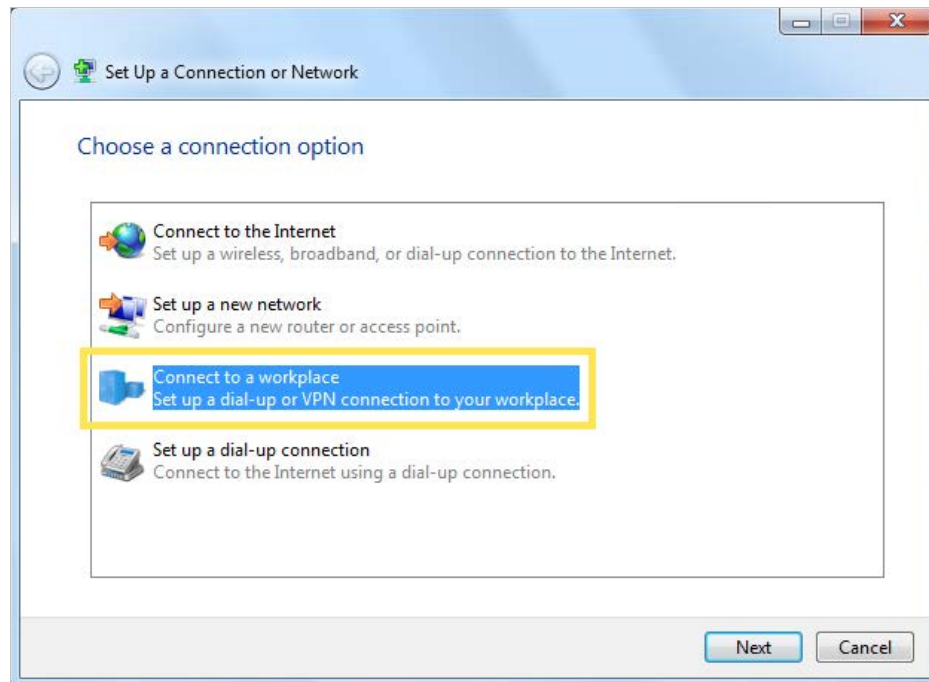 Set Up a Connection or Network
Choose a connection option
Connect to the Internet
Set up a wireless, broadband, or dial-up connection to the Internet.
Set up a new network
Configure a new router or access point.
Connect to a workplace
Set up a dial-up or VPN connection to your workplace.
Set up a dial-up connection
Connect to the Internet using a dial-up connection.
Next Cancel